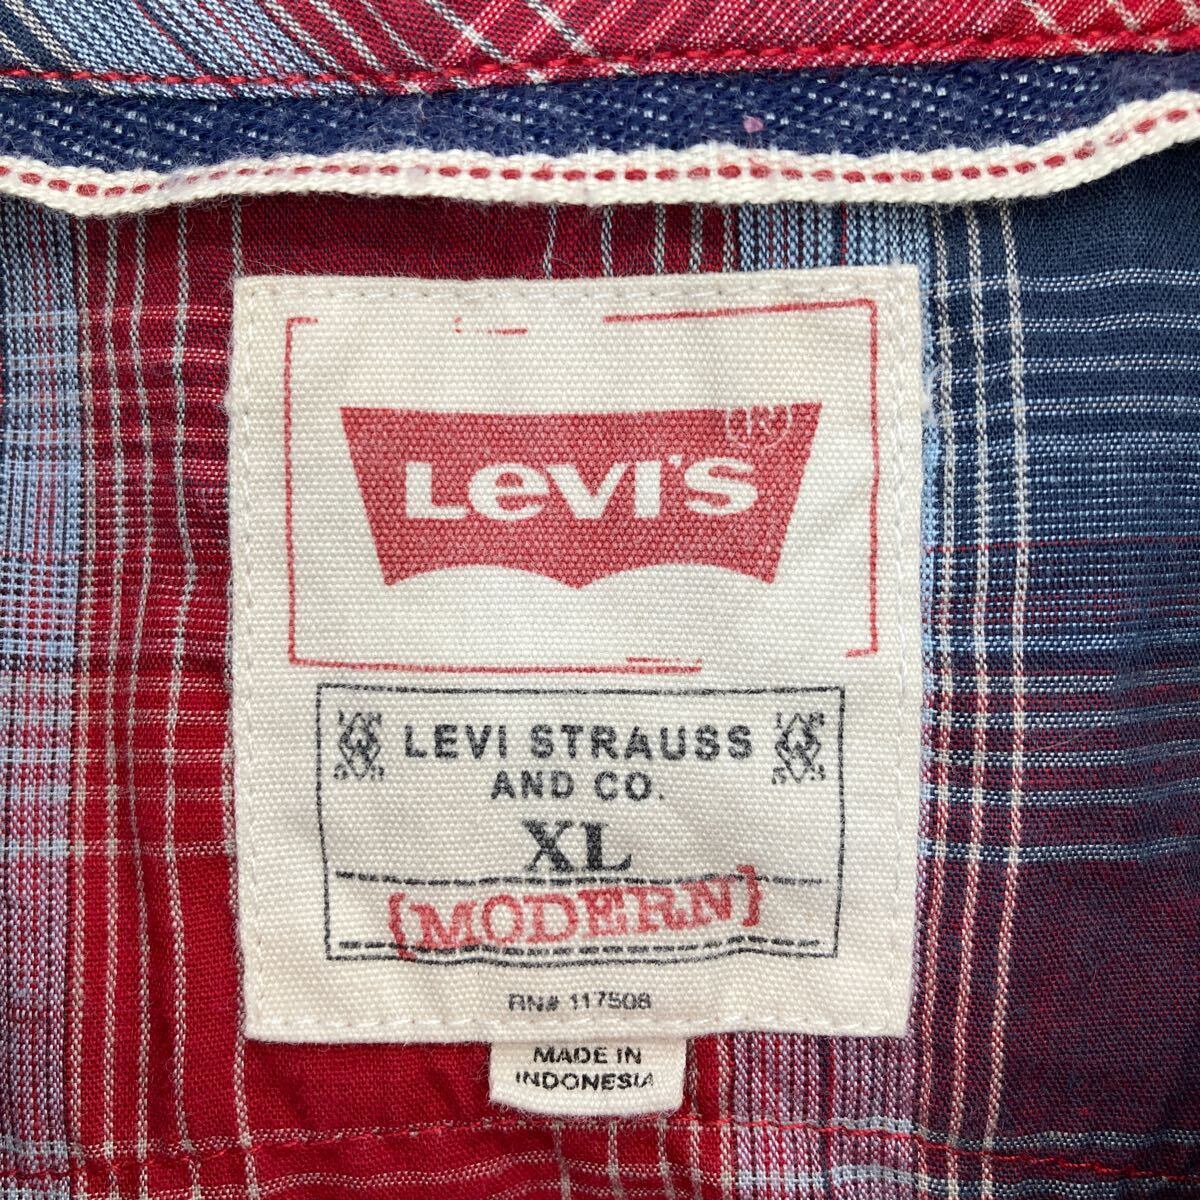 Levi's
LEVI STRAUSS
AND CO.
XL
{MODERN}
RN# 117508
MADE IN
INDONESIA